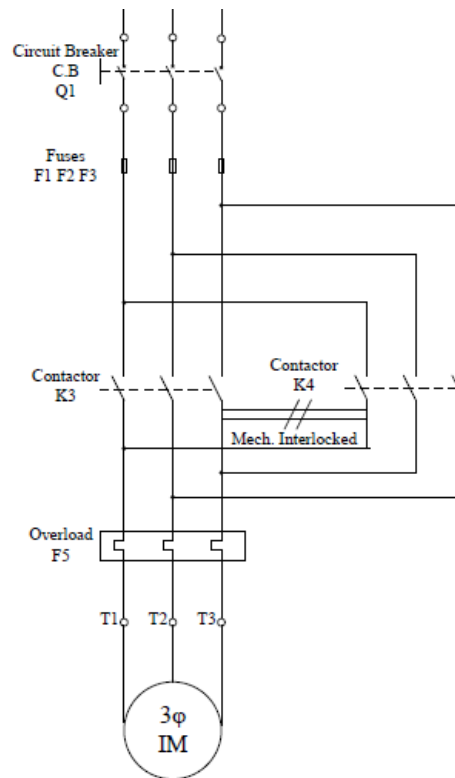 Circuit Breaker
C.B
Q1
Fuses
F1 F2 F3
Contactor
K3
Contactor
K4
Mech. Interlocked
Overload
F5
T1
T2
T3
3φ
IM